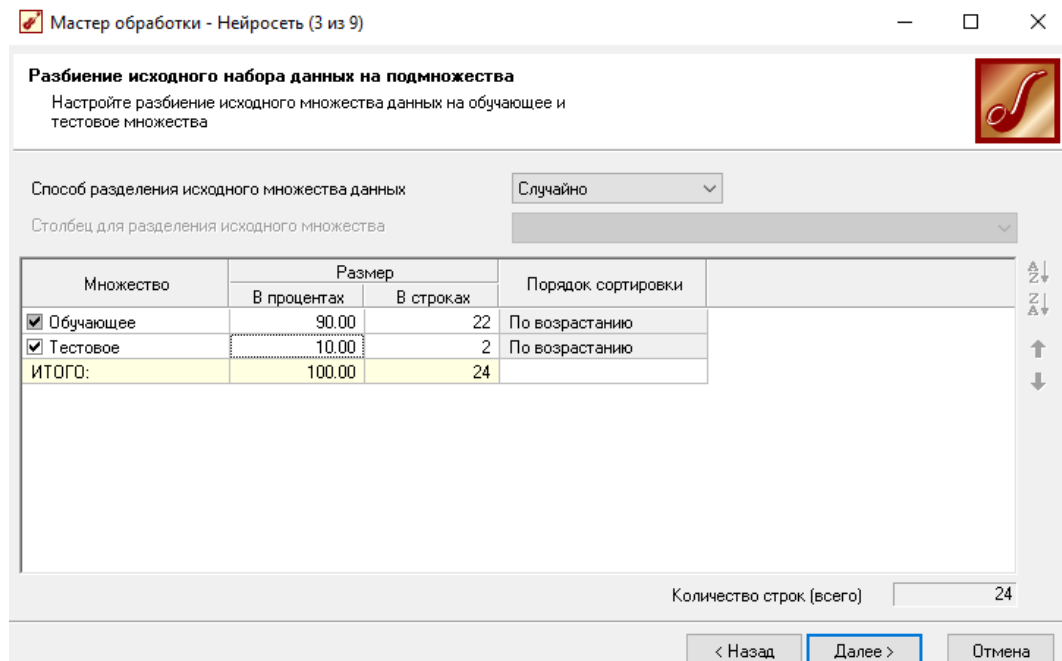 Мастер обработки - Нейросеть (3 из 9)
Разбиение исходного набора данных на подмножества
Настройте разбиение исходного множества данных на обучающее и
тестовое множества
Способ разделения исходного множества данных Случайно
Столбец для разделения исходного множества
Множество Размер Порядок сортировки
В процентах В строках
Обучающее 90.00 22 По возрастанию
Тестовое 10.00 2 По возрастанию
ИТОГО: 100.00 24
A Z
Z A
Количество строк (всего) 24
< Назад Далее > Отмена